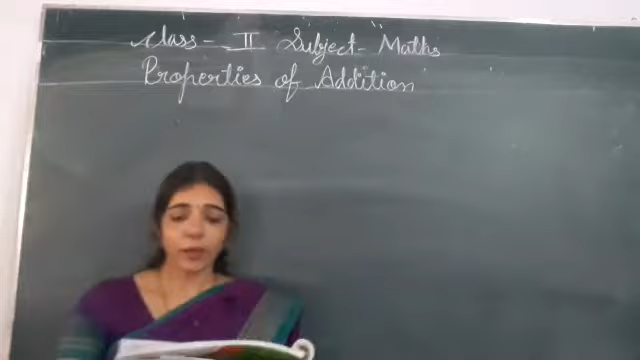 Class - II Subject - Maths
Properties of Addition